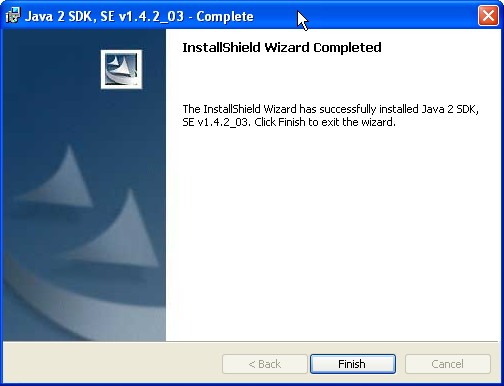 Java 2 SDK, SE v1.4.2_03 - Complete
InstallShield Wizard Completed
The InstallShield Wizard has successfully installed Java 2 SDK,
SE v1.4.2_03. Click Finish to exit the wizard.
< Back
Finish
Cancel